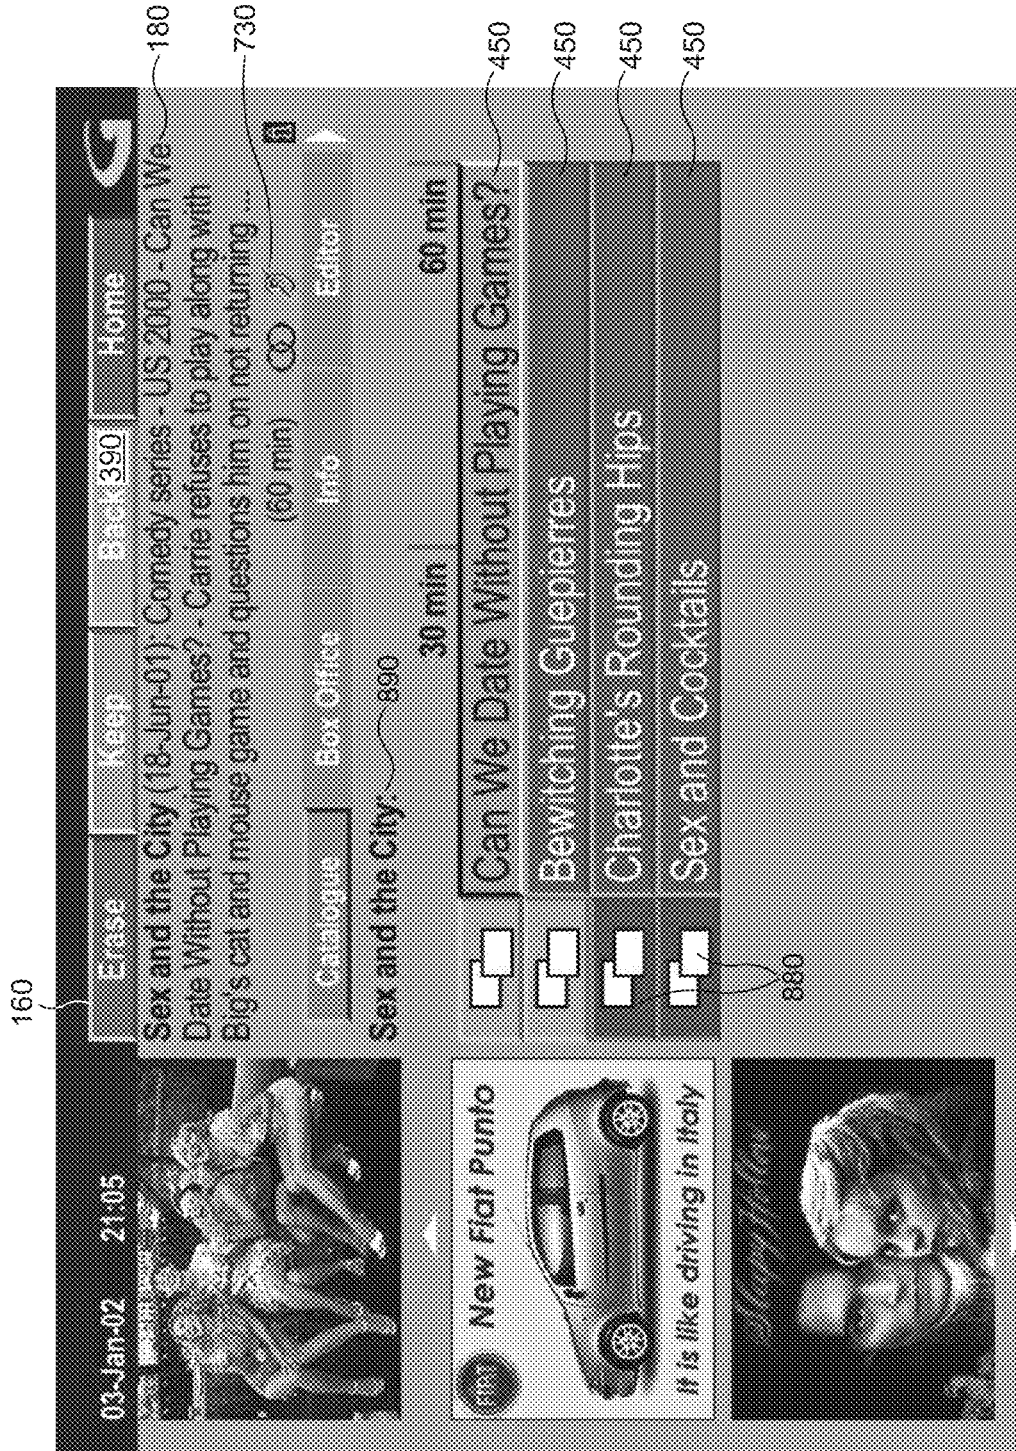 160
03-Jan-02 21:05
Erase Keep Back 390 Home
Sex and the City (18-Jun-01): Comedy series - US 2000 - Can We
180
Date Without Playing Games? - Carrie refuses to play along with
Big's cat and mouse game and questions him on not returning ...
730
(60 min)
Catalogue Box Office Info Editor
Sex and the City:
890
30 min 60 min
Can We Date Without Playing Games?
450
Bewitching Guepierres
450
Charlotte's Rounding Hips
450
Sex and Cocktails
450
880
FIAT
New Fiat Punto
It is like driving in Italy